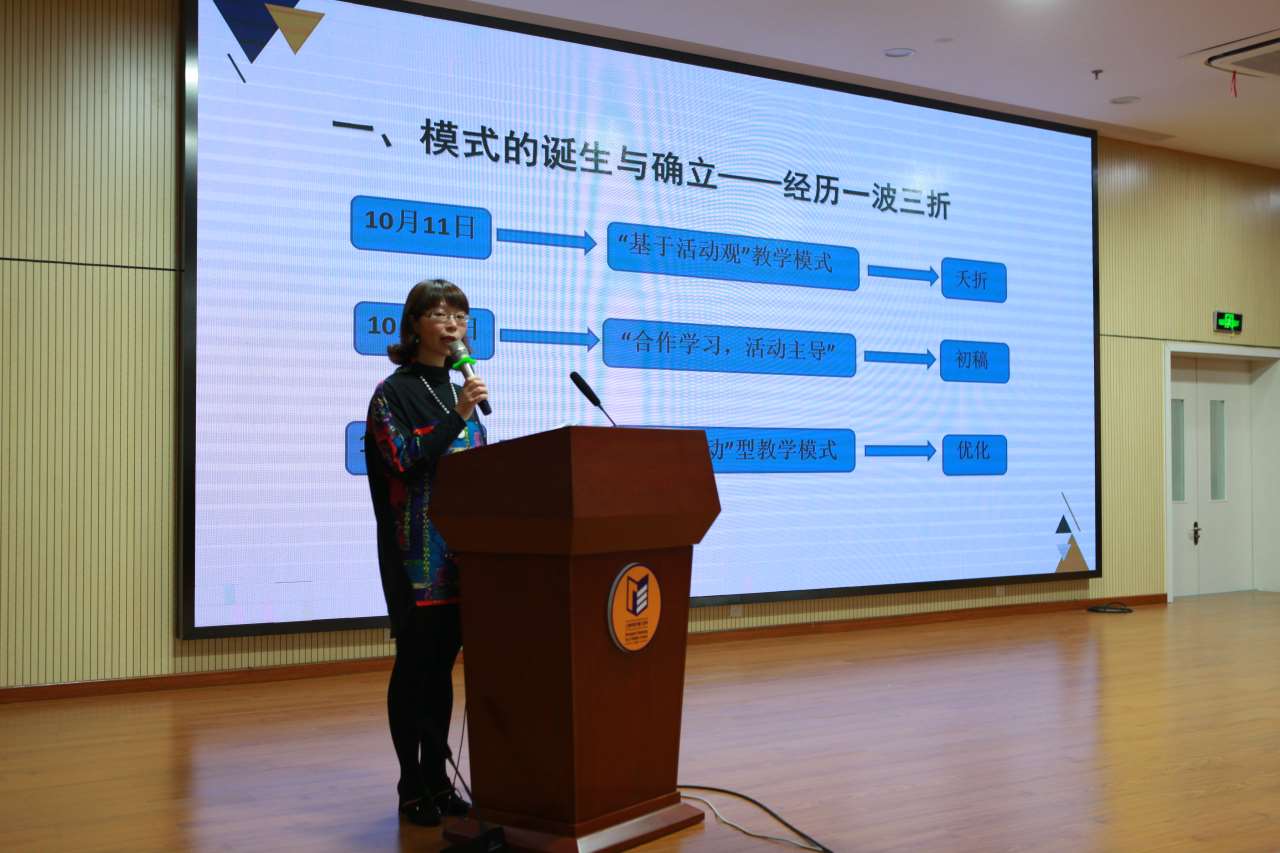 一、模式的诞生与确立——经历一波三折
10月11日
“基于活动观”教学模式
夭折
10
日
“合作学习，活动主导”
初稿
动”型教学模式
优化